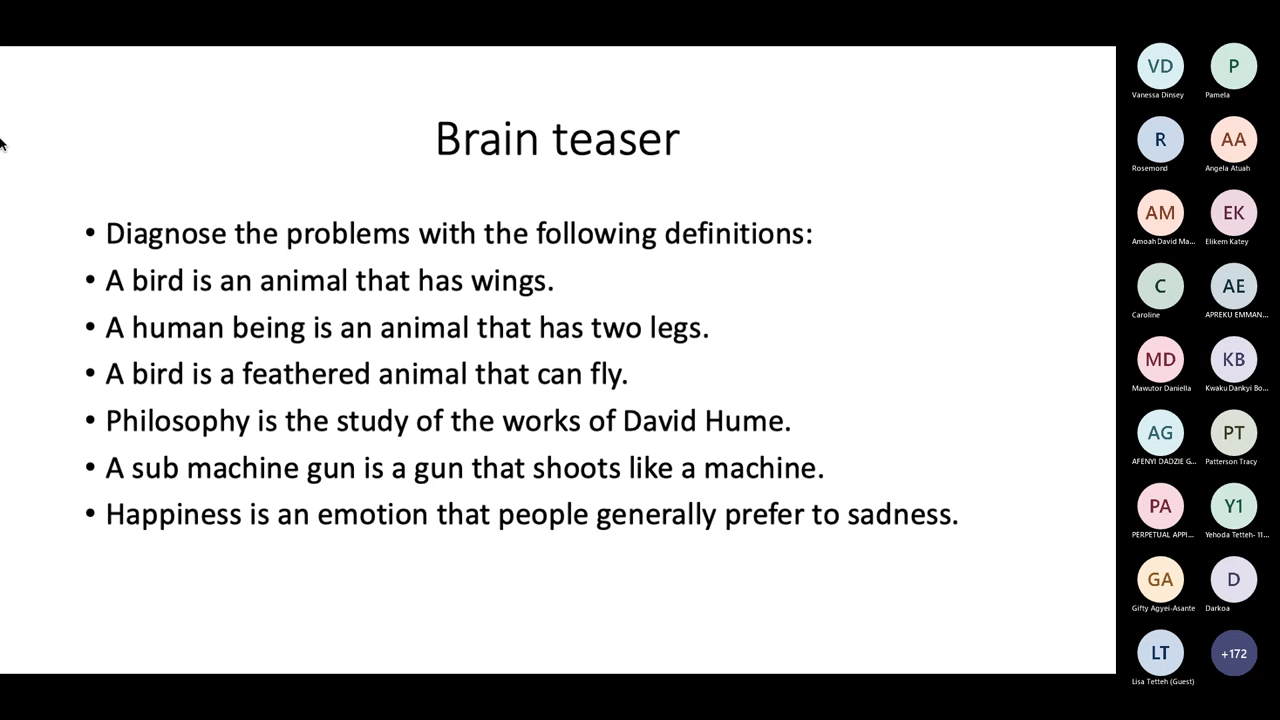 Brain teaser
• Diagnose the problems with the following definitions:
• A bird is an animal that has wings.
• A human being is an animal that has two legs.
• A bird is a feathered animal that can fly.
• Philosophy is the study of the works of David Hume.
• A sub machine gun is a gun that shoots like a machine.
• Happiness is an emotion that people generally prefer to sadness.
VD P
Vanessa Dinsey Pamela
R AA
Rosemond Angela Atuah
AM EK
Amoah David Ma... Elikem Katey
C AE
Caroline APREKU EMMAN...
MD KB
Mawutor Daniella Kwaku Dankyi Bo...
AG PT
AFENYI DADZIE G... Patterson Tracy
PA Y1
PERPETUAL APPI... Yehoda Tetteh- 11...
GA D
Gifty Agyei-Asante Darkoa
LT +172
Lisa Tetteh (Guest)